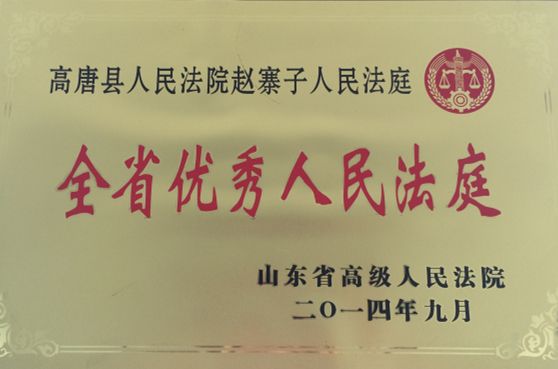 高唐县人民法院赵寨子人民法庭
全省优秀人民法庭
山东省高级人民法院
二〇一四年九月